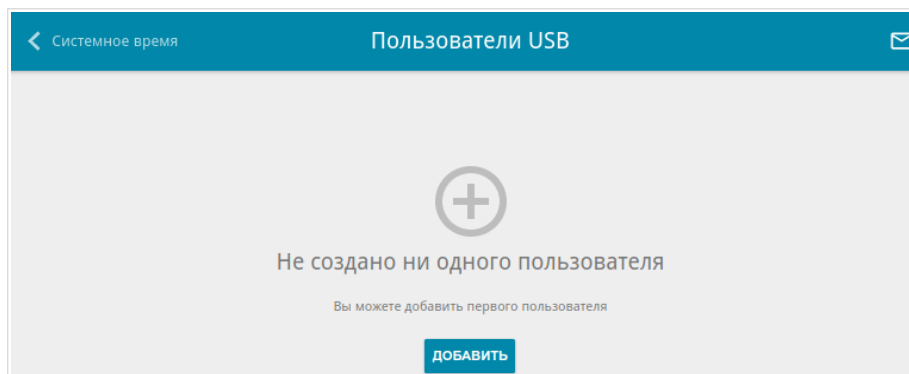 Системное время
Пользователи USB
Не создано ни одного пользователя
Вы можете добавить первого пользователя
ДОБАВИТЬ